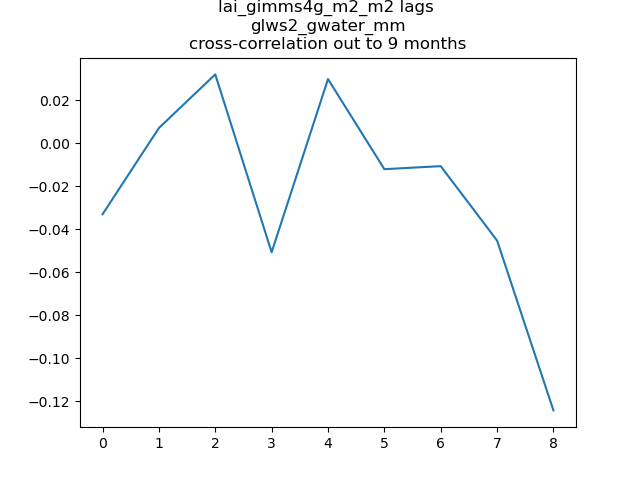 lai_gimms4g_m2_m2 lags
glws2_gwater_mm
cross-correlation out to 9 months
0.02
0.00
−0.02
−0.04
−0.06
−0.08
−0.10
−0.12
0 1 2 3 4 5 6 7 8